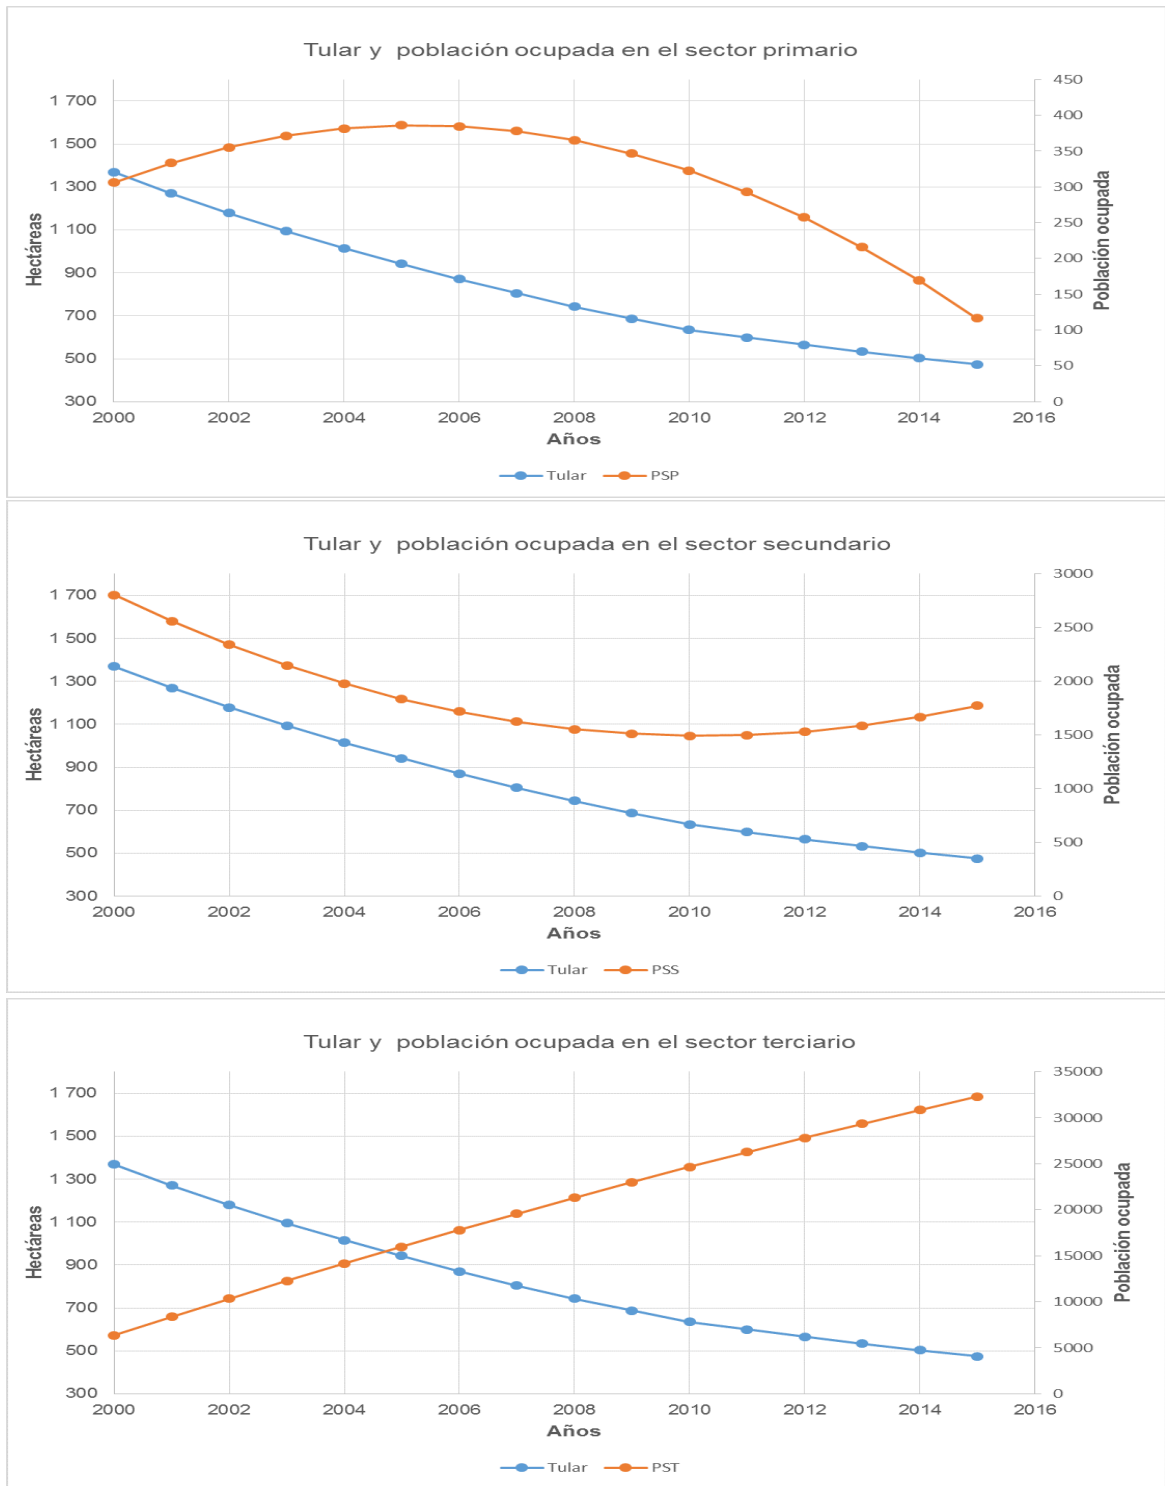 Tular y  población ocupada en el sector primario
1 700
1 500
1 300
1 100
900
700
500
300
Hectáreas
450
400
350
300
250
200
150
100
50
0
Población ocupada
2000 2002 2004 2006 2008 2010 2012 2014 2016
Años
Tular PSP
Tular y  población ocupada en el sector secundario
1 700
1 500
1 300
1 100
900
700
500
300
Hectáreas
3000
2500
2000
1500
1000
500
0
Población ocupada
2000 2002 2004 2006 2008 2010 2012 2014 2016
Años
Tular PSS
Tular y  población ocupada en el sector terciario
1 700
1 500
1 300
1 100
900
700
500
300
Hectáreas
35000
30000
25000
20000
15000
10000
5000
0
Población ocupada
2000 2002 2004 2006 2008 2010 2012 2014 2016
Años
Tular PST